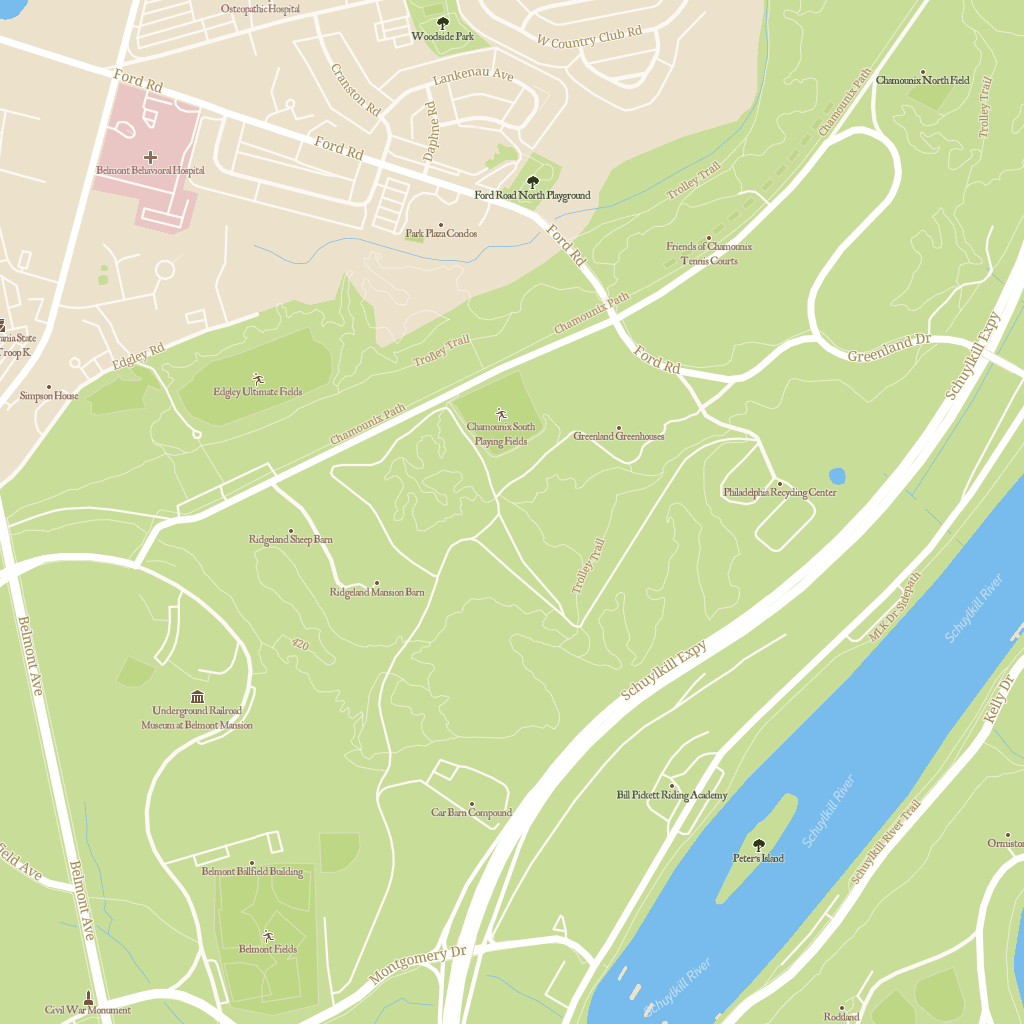 Osteopathic Hospital
Woodside Park
W Country Club Rd
Ford Rd
Cranston Rd
Lankenau Ave
Chamounix North Field
Chamounix Path
Trolley Trail
Daphne Rd
Ford Rd
Belmont Behavioral Hospital
Ford Road North Playground
Trolley Trail
Park Plaza Condos
Ford Rd
Friends of Chamounix
Tennis Courts
Chamounix Path
Troop K
Edgley Rd
Trolley Trail
Ford Rd
Greenland Dr
Schuylkill Expy
Simpson House
Edgley Ultimate Fields
Chamounix Path
Chamounix South
Playing Fields
Greenland Greenhouses
Philadelphia Recycling Center
Ridgeland Sheep Barn
Ridgeland Mansion Barn
Trolley Trail
MLK Dr Sidepath
Schuylkill River
420
Belmont Ave
Schuylkill Expy
Kelly Dr
Underground Railroad
Museum at Belmont Mansion
Car Barn Compound
Bill Pickett Riding Academy
Schuylkill River
Peter's Island
Schuylkill River Trail
Belmont Ave
Belmont Ballfield Building
Belmont Fields
Montgomery Dr
Schuylkill River
Civil War Monument
Rockland